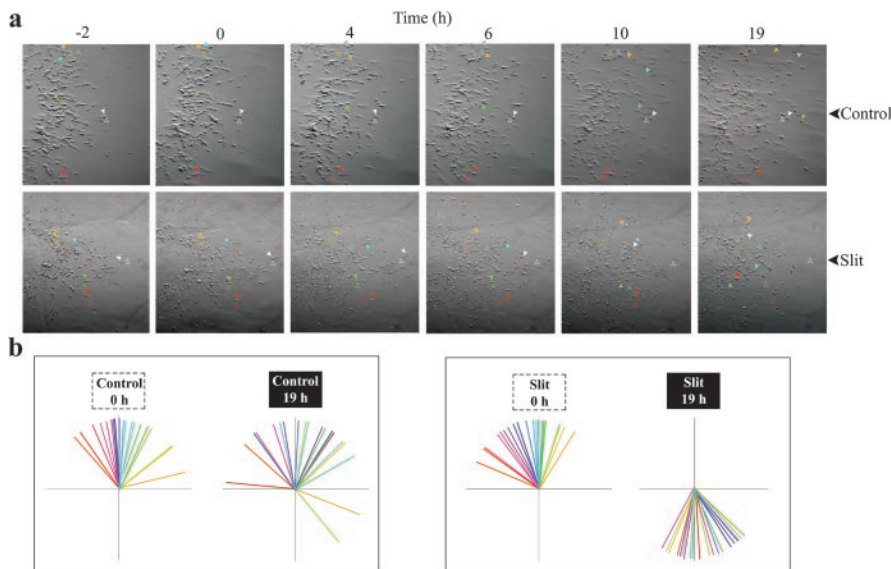 a
Time (h)
-2 0 4 6 10 19
Control
Slit
b
Control
0 h
Control
19 h
Slit
0 h
Slit
19 h